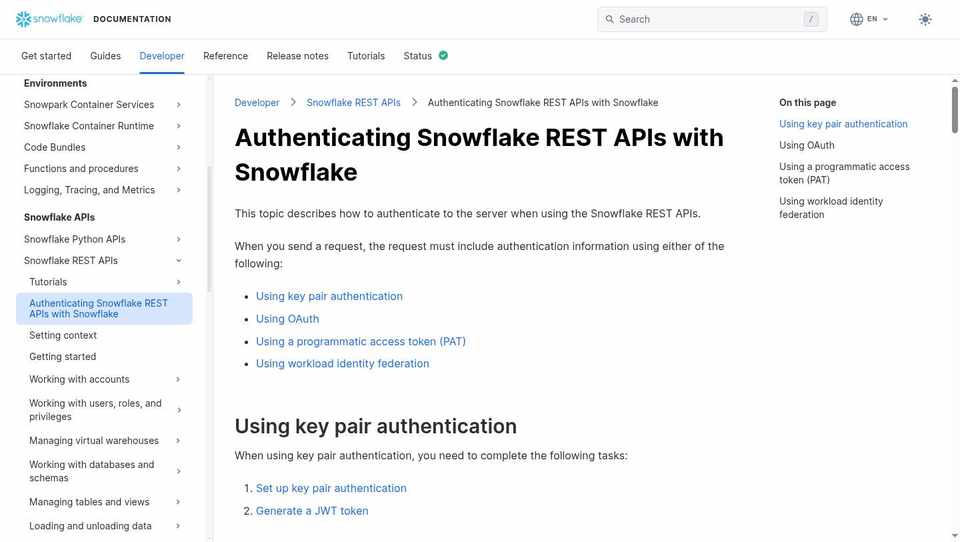 snowflake DOCUMENTATION
Search /
EN
Get started Guides Developer Reference Release notes Tutorials Status
Environments
Snowpark Container Services
Snowflake Container Runtime
Code Bundles
Functions and procedures
Logging, Tracing, and Metrics
Snowflake APIs
Snowflake Python APIs
Snowflake REST APIs
Tutorials
Authenticating Snowflake REST
APIs with Snowflake
Setting context
Getting started
Working with accounts
Working with users, roles, and
privileges
Managing virtual warehouses
Working with databases and
schemas
Managing tables and views
Loading and unloading data
Developer > Snowflake REST APIs > Authenticating Snowflake REST APIs with Snowflake
Authenticating Snowflake REST APIs with
Snowflake
This topic describes how to authenticate to the server when using the Snowflake REST APIs.
When you send a request, the request must include authentication information using either of the
following:
• Using key pair authentication
• Using OAuth
• Using a programmatic access token (PAT)
• Using workload identity federation
Using key pair authentication
When using key pair authentication, you need to complete the following tasks:
1. Set up key pair authentication
2. Generate a JWT token
On this page
Using key pair authentication
Using OAuth
Using a programmatic access
token (PAT)
Using workload identity
federation